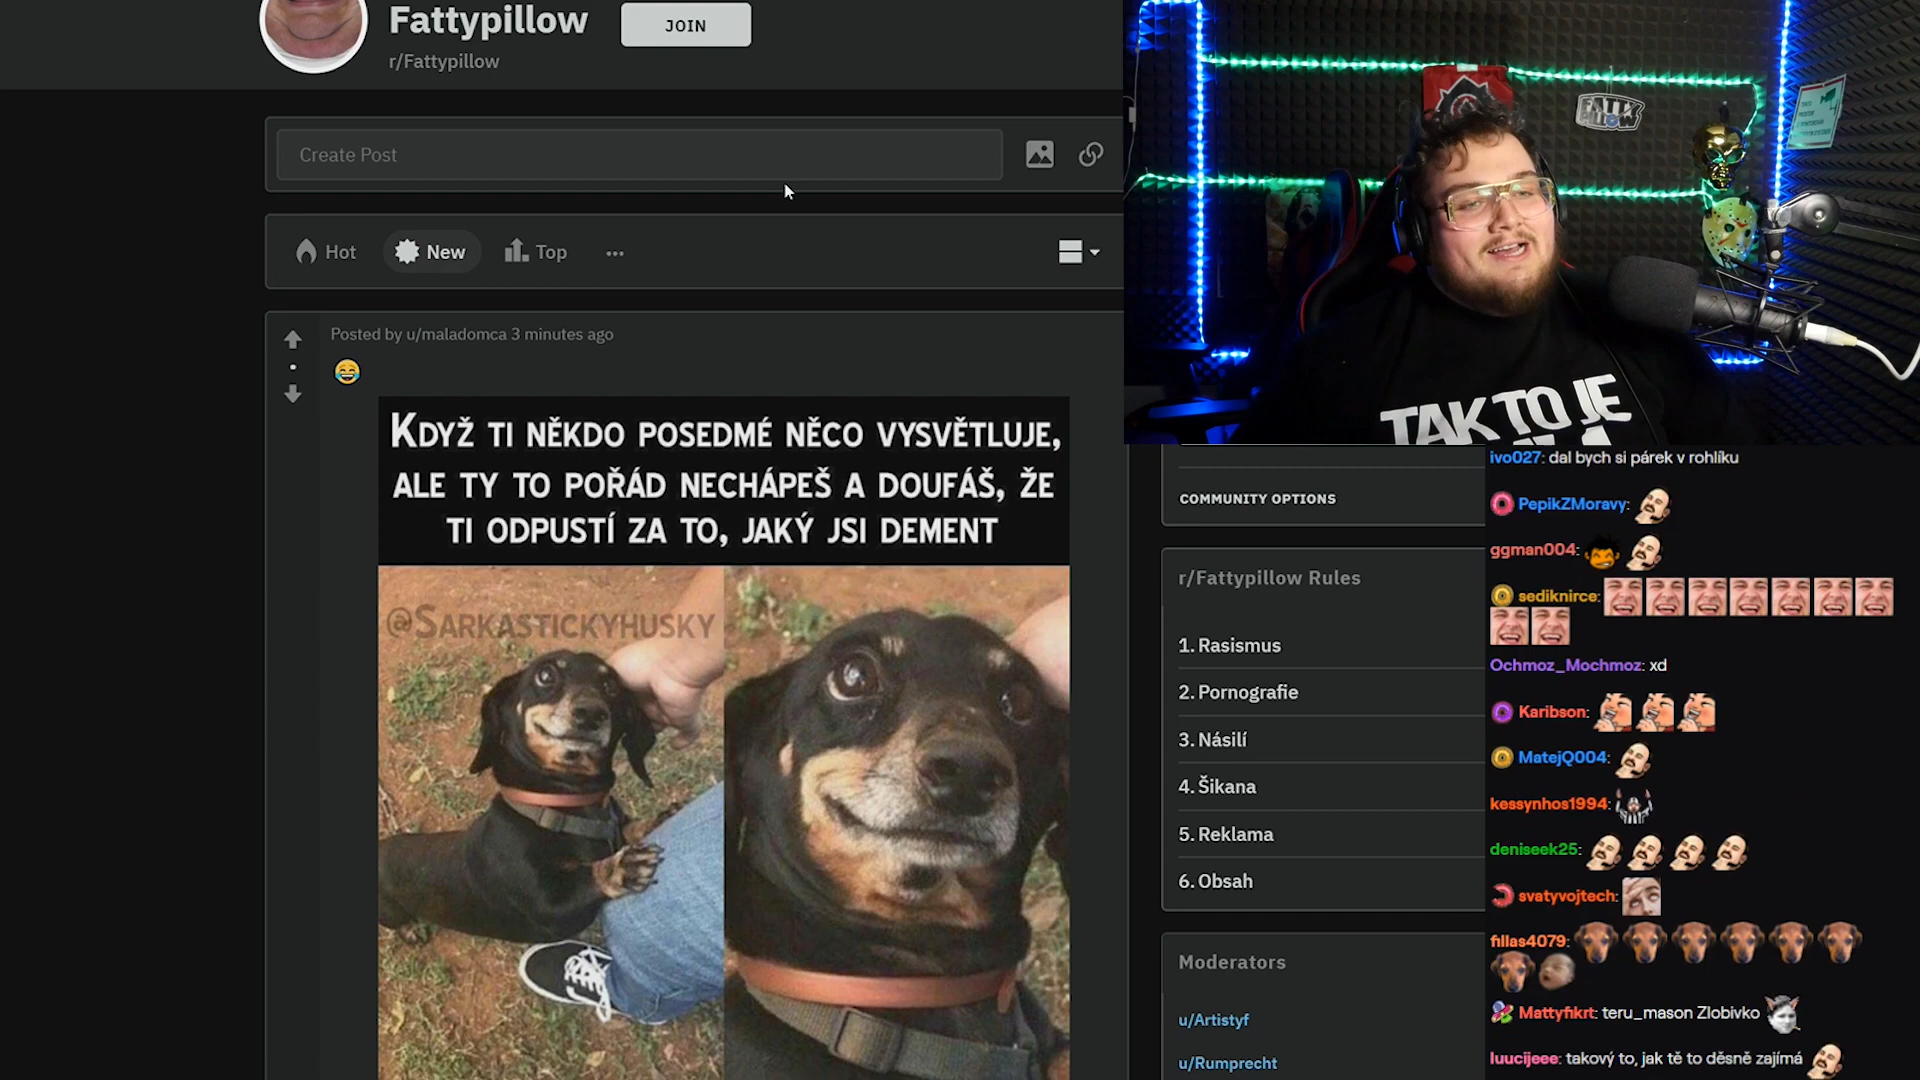 Fattypillow
JOIN
r/Fattypillow
Create Post
Hot
New
Top
Posted by u/maladomca 3 minutes ago
KDYŽ TI NĚKDO POSEDMÉ NĚCO VYSVĚTLUJE,
ALE TY TO POŘÁD NECHÁPEŠ A DOUFÁŠ, ŽE
TI ODPUSTÍ ZA TO, JAKÝ JSI DEMENT
@SARKASTICKYHUSKY
FATTY
PILLOW
TAK TO JE
COMMUNITY OPTIONS
r/Fattypillow Rules
1. Rasismus
2. Pornografie
3. Násilí
4. Šikana
5. Reklama
6. Obsah
Moderators
u/Artistyf
u/Rumprecht
ivo027: dal bych si párek v rohlíku
PepikZMoravy:
ggman004:
sediknirce:
Ochmoz_Mochmoz: xd
Karibson:
MatejQ004:
kessynhos1994:
deniseek25:
svatyvojtech:
fillas4079:
Mattyfikrt: teru_mason Zlobivko
luucijeee: takový to, jak tě to děsně zajímá